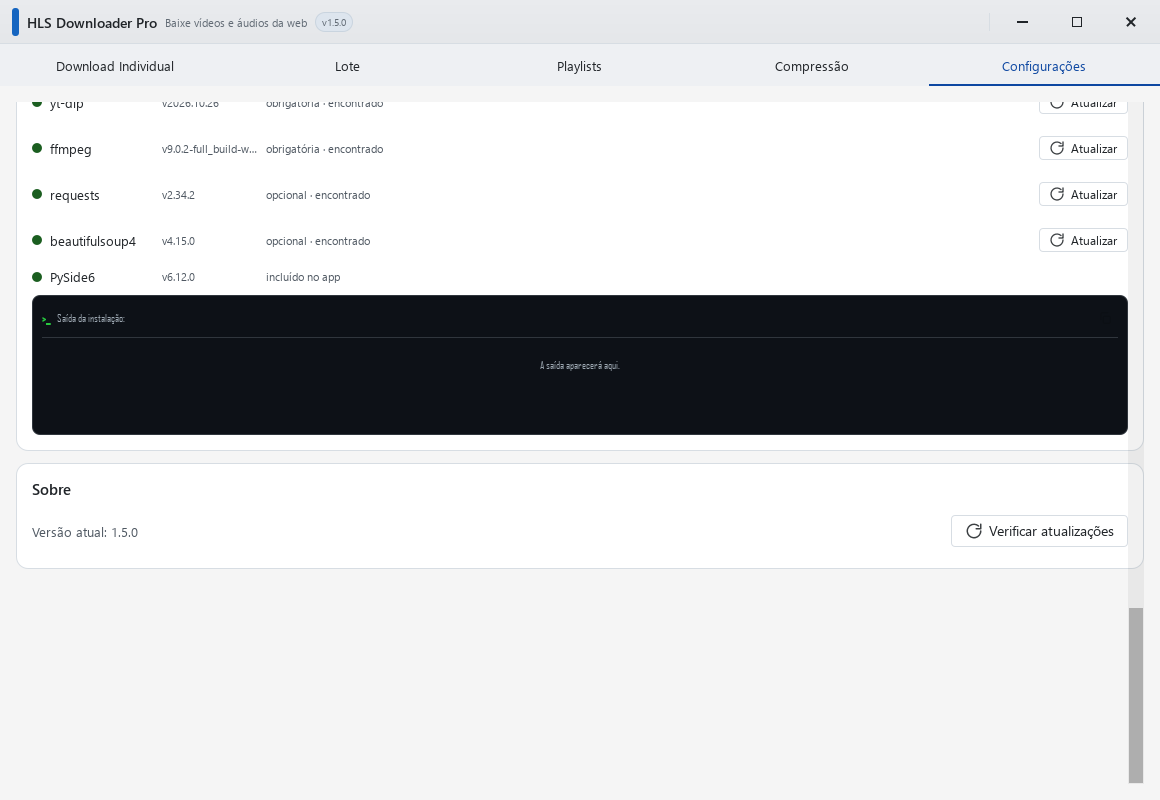 HLS Downloader Pro Baixe vídeos e áudios da web v1.5.0
Download Individual Lote Playlists Compressão Configurações
yt-dlp v2026.10.26 obrigatória · encontrado Atualizar
ffmpeg v9.0.2-full_build-w... obrigatória · encontrado Atualizar
requests v2.34.2 opcional · encontrado Atualizar
beautifulsoup4 v4.15.0 opcional · encontrado Atualizar
PySide6 v6.12.0 incluído no app
>_ Saída da instalação:
A saída aparecerá aqui.
Sobre
Versão atual: 1.5.0 Verificar atualizações